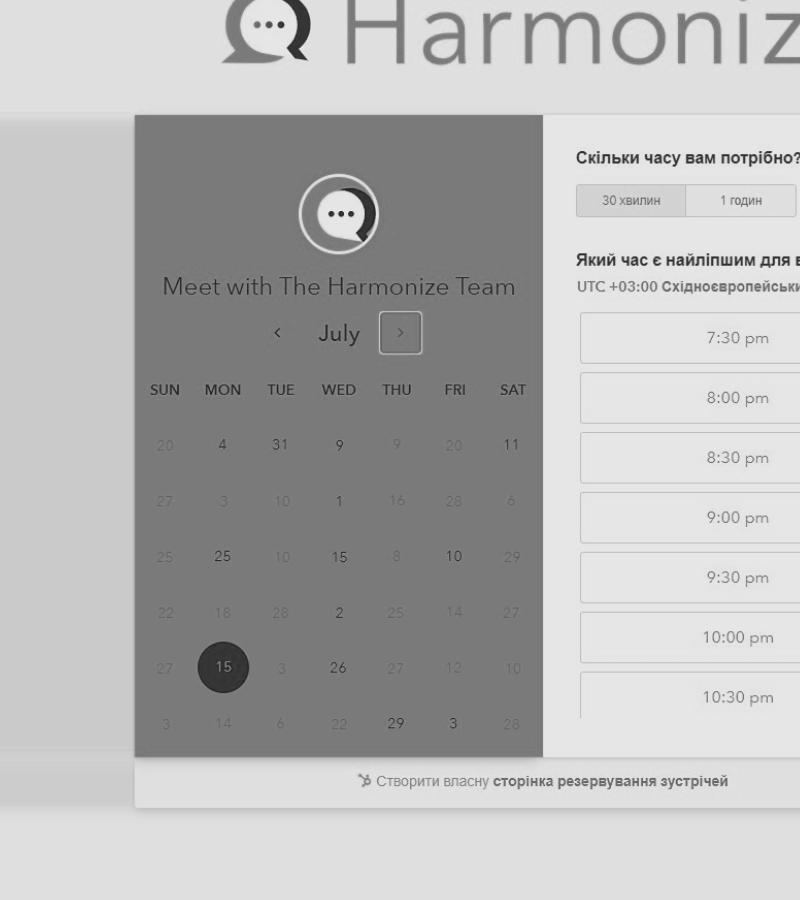 Harmoniz
Meet with The Harmonize Team
July
SUN MON TUE WED THU FRI SAT
20 4 31 9 9 20 11
27 3 10 1 16 28 6
25 25 10 15 8 10 29
22 18 28 2 25 14 27
27 15 3 26 27 12 10
3 14 6 22 29 3 28
Скільки часу вам потрібно?
30 хвилин 1 годин
Який час є найліпшим для в
UTC +03:00 Східноєвропейськи
7:30 pm
8:00 pm
8:30 pm
9:00 pm
9:30 pm
10:00 pm
10:30 pm
Створити власну сторінка резервування зустрічей